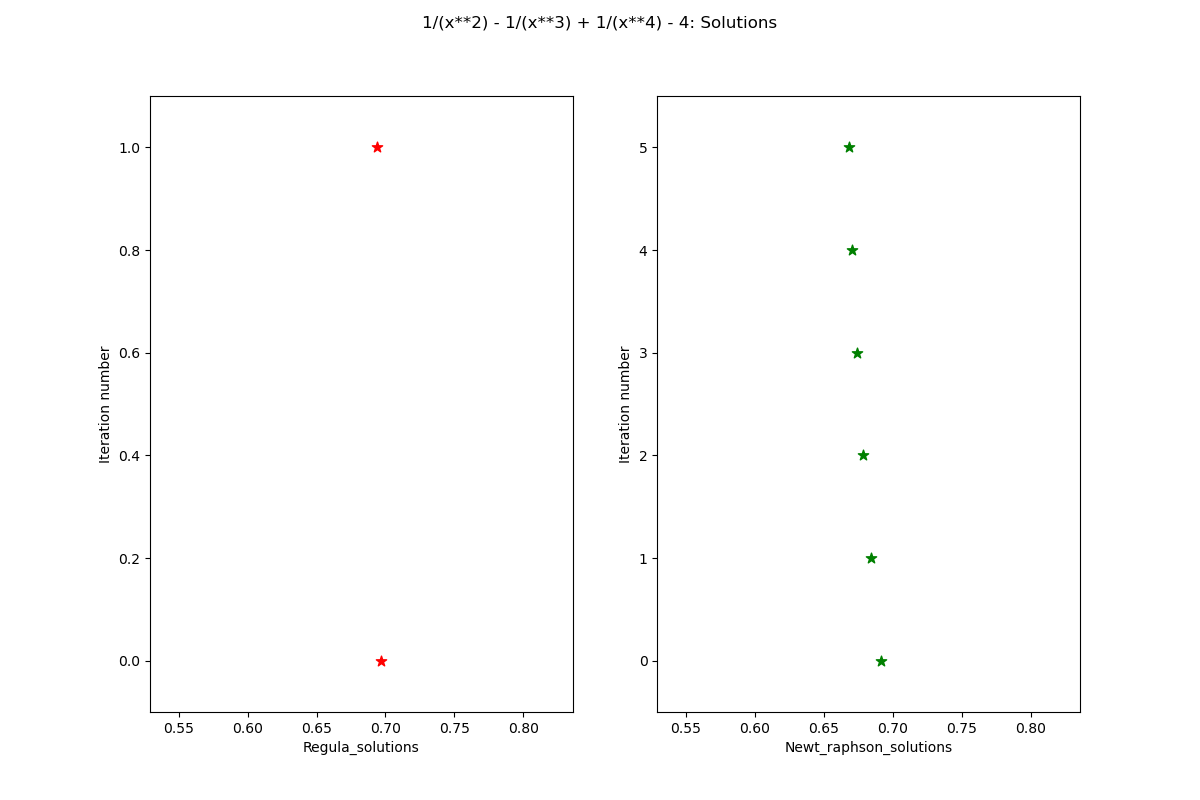 1/(x**2) - 1/(x**3) + 1/(x**4) - 4: Solutions
Iteration number
1.0
0.8
0.6
0.4
0.2
0.0
0.55 0.60 0.65 0.70 0.75 0.80
Regula_solutions
Iteration number
5
4
3
2
1
0
0.55 0.60 0.65 0.70 0.75 0.80
Newt_raphson_solutions